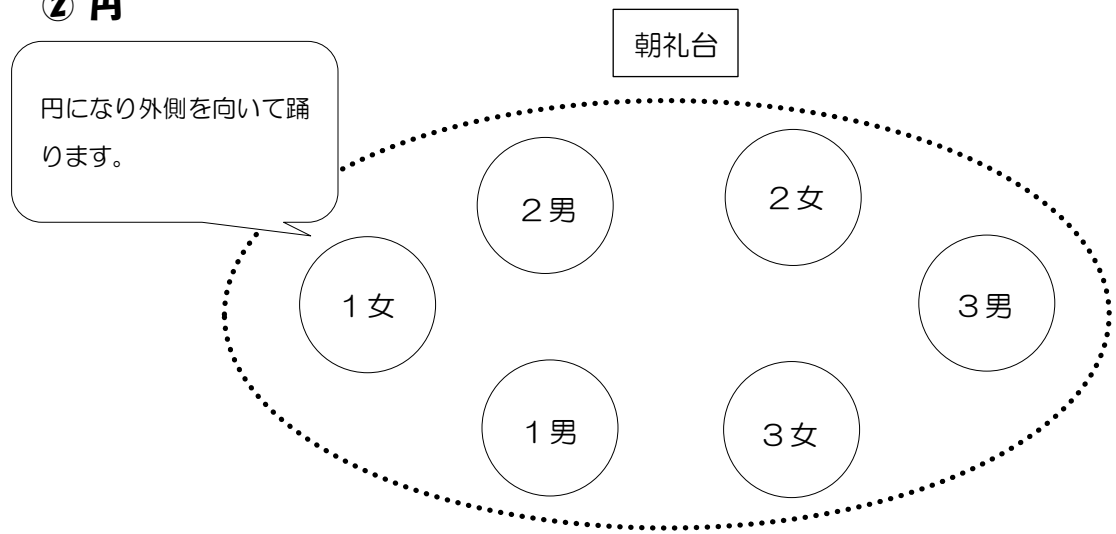 ② 円
朝礼台
円になり外側を向いて踊
ります。
２男
２女
１女
３男
１男
３女